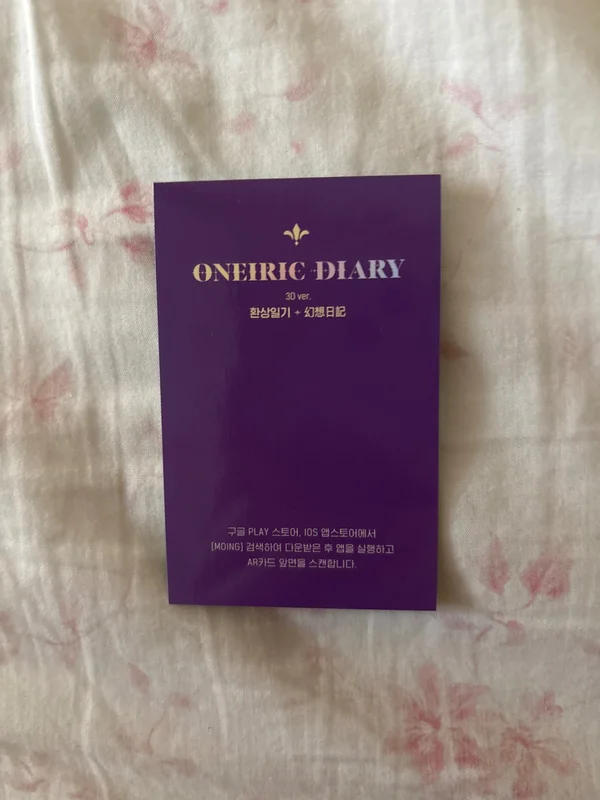 ONEIRIC DIARY
3D ver.
환상일기 + 幻想日記
구글 PLAY 스토어, IOS 앱스토어에서
[MOING] 검색하여 다운받은 후 앱을 실행하고
AR카드 앞면을 스캔합니다.